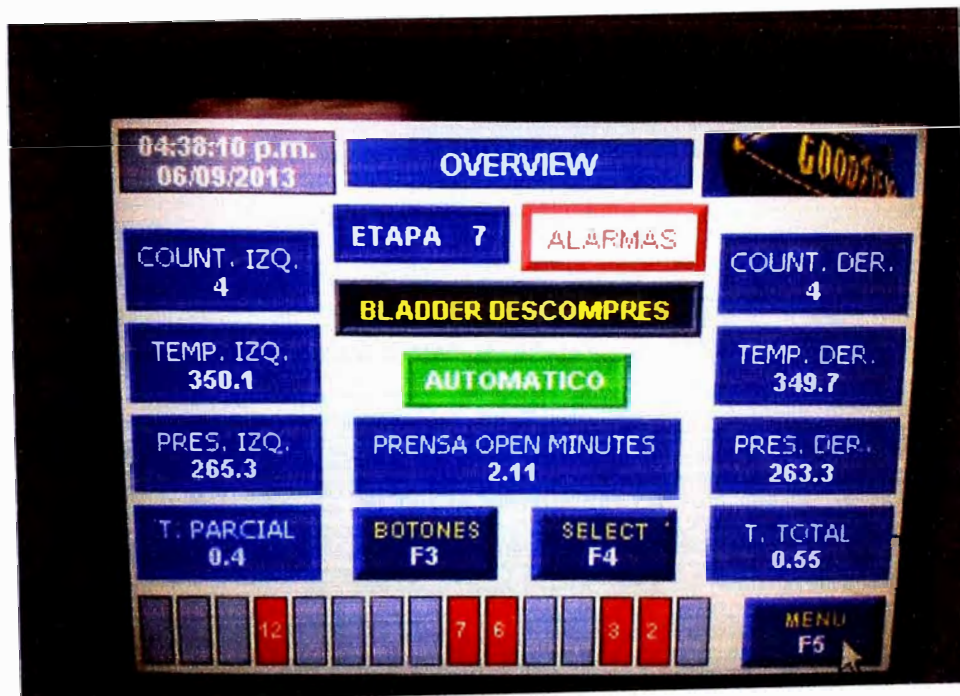 04:38:10 p.m.
06/09/2013
OVERVIEW
ETAPA 7
ALARMAS
COUNT. IZQ.
4
COUNT. DER.
4
BLADDER DESCOMPRES
TEMP. IZQ.
350.1
TEMP. DER.
349.7
AUTOMATICO
PRES. IZQ.
265.3
PRENSA OPEN MINUTES
2.11
PRES. DER.
263.3
T. PARCIAL
0.4
BOTONES
F3
SELECT
F4
T. TOTAL
0.55
12
7
6
3
2
MENU
F5